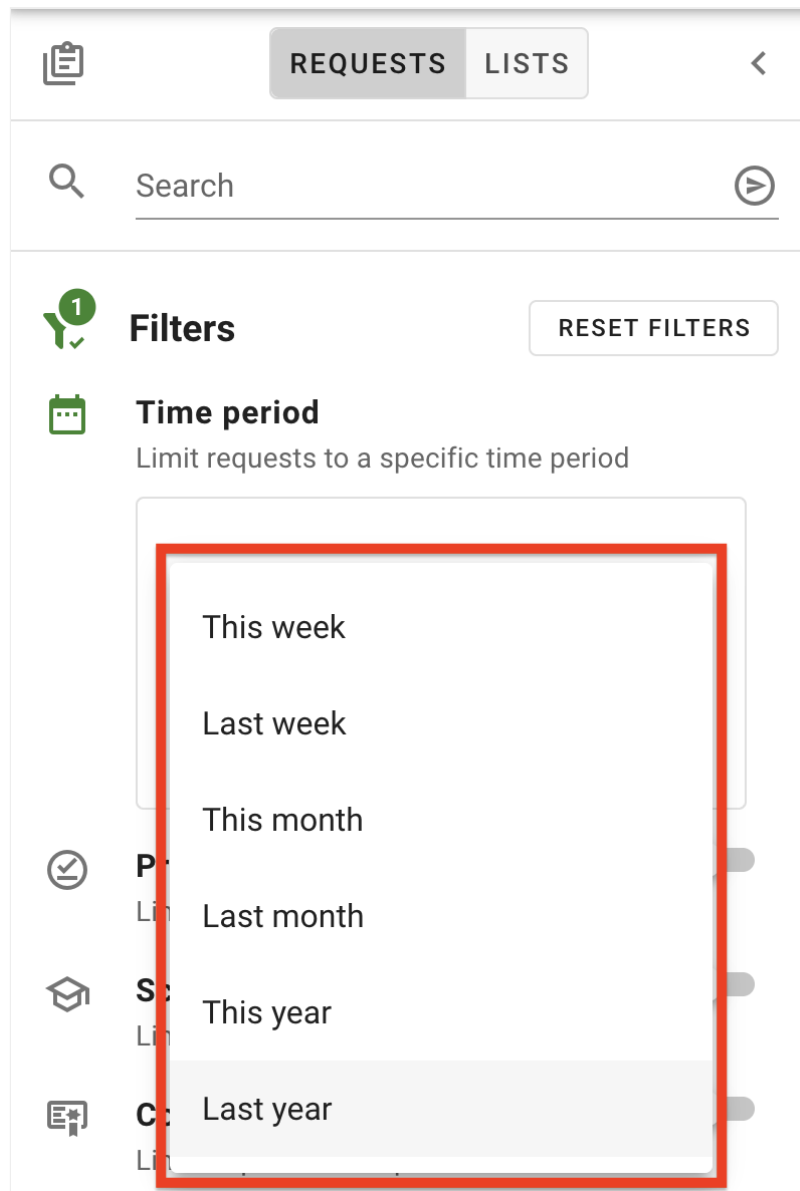 REQUESTS LISTS
Search
1
Filters
RESET FILTERS
Time period
Limit requests to a specific time period
This week
Last week
This month
Last month
This year
Last year